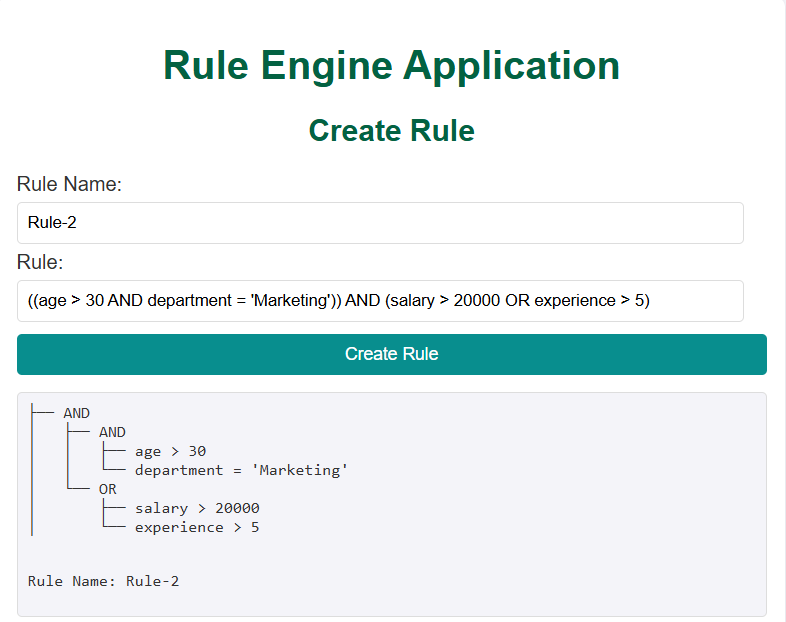 Rule Engine Application
Create Rule
Rule Name:
Rule-2
Rule:
((age > 30 AND department = 'Marketing')) AND (salary > 20000 OR experience > 5)
Create Rule
├── AND
│   ├── AND
│   │   ├── age > 30
│   │   └── department = 'Marketing'
│   └── OR
│       ├── salary > 20000
│       └── experience > 5
Rule Name: Rule-2